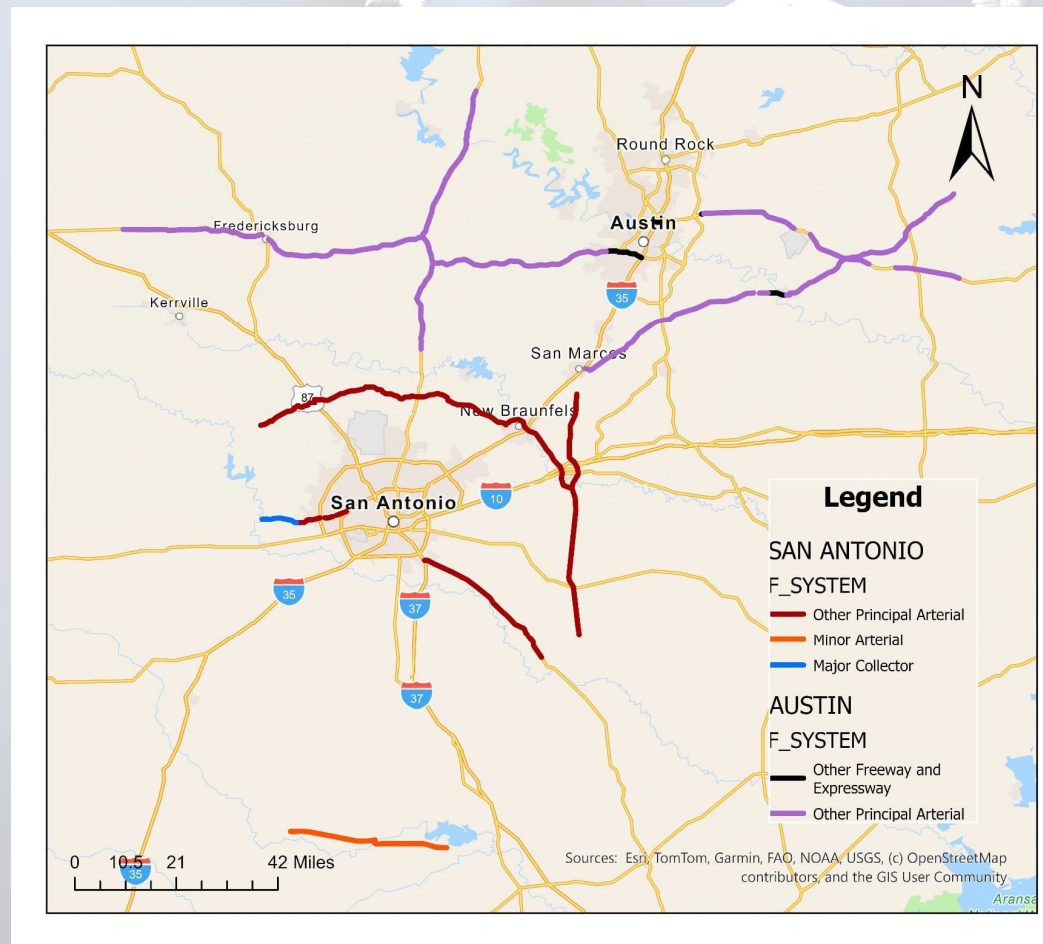 N
Round Rock
Austin
Fredericksburg
35
Kerrville
San Marcos
87
New Braunfels
10
San Antonio
35
37
37
Legend
SAN ANTONIO
F_SYSTEM
Other Principal Arterial
Minor Arterial
Major Collector
AUSTIN
F_SYSTEM
Other Freeway and
Expressway
Other Principal Arterial
0 10.5 21 42 Miles
35
Sources: Esri, TomTom, Garmin, FAO, NOAA, USGS, (c) OpenStreetMap
contributors, and the GIS User Community
Aransa